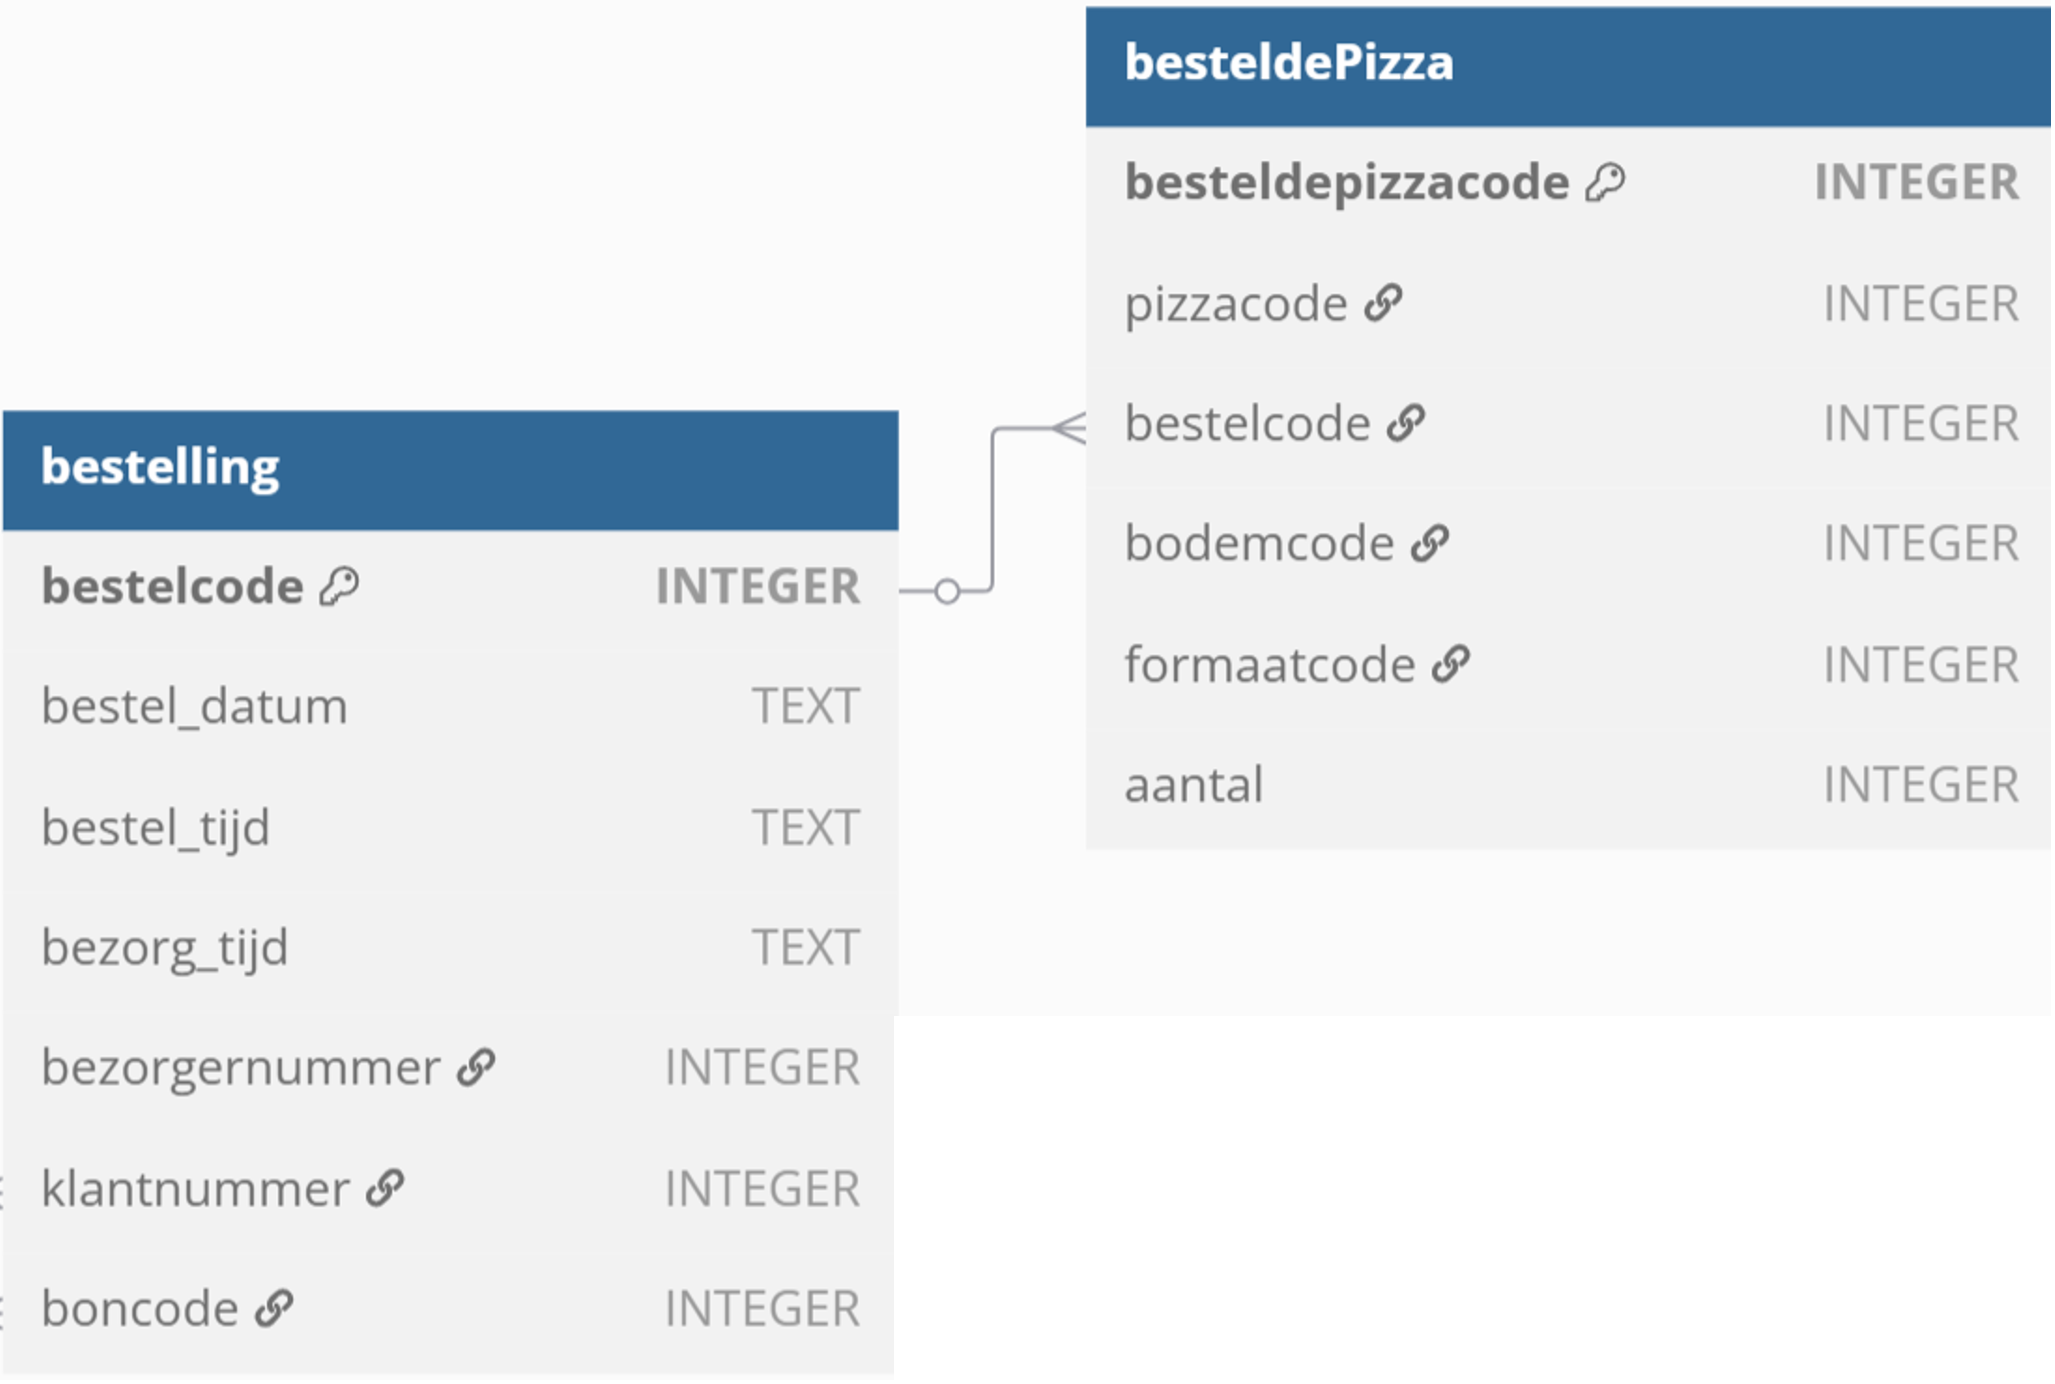 besteldePizza
besteldepizzacode INTEGER
pizzacode INTEGER
bestelcode INTEGER
bodemcode INTEGER
formaatcode INTEGER
aantal INTEGER
bestelling
bestelcode INTEGER
bestel_datum TEXT
bestel_tijd TEXT
bezorg_tijd TEXT
bezorgernummer INTEGER
klantnummer INTEGER
boncode INTEGER